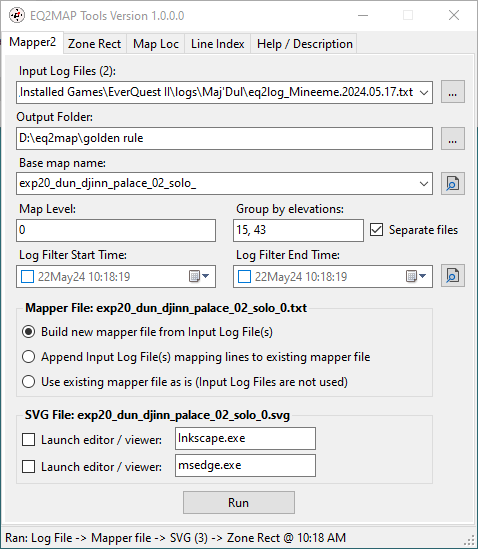 EQ2MAP Tools Version 1.0.0.0
Mapper2 Zone Rect Map Loc Line Index Help / Description
Input Log Files (2):
.Installed Games\EverQuest II\logs\Maj'Dul\eq2log_Mineeme.2024.05.17.txt ...
Output Folder:
D:\eq2map\golden rule ...
Base map name:
exp20_dun_djinn_palace_02_solo_
Map Level: Group by elevations:
0 15, 43 Separate files
Log Filter Start Time: Log Filter End Time:
22May24 10:18:19 22May24 10:18:19
Mapper File: exp20_dun_djinn_palace_02_solo_0.txt
Build new mapper file from Input Log File(s)
Append Input Log File(s) mapping lines to existing mapper file
Use existing mapper file as is (Input Log Files are not used)
SVG File: exp20_dun_djinn_palace_02_solo_0.svg
Launch editor / viewer: Inkscape.exe
Launch editor / viewer: msedge.exe
Run
Ran: Log File -> Mapper file -> SVG (3) -> Zone Rect @ 10:18 AM